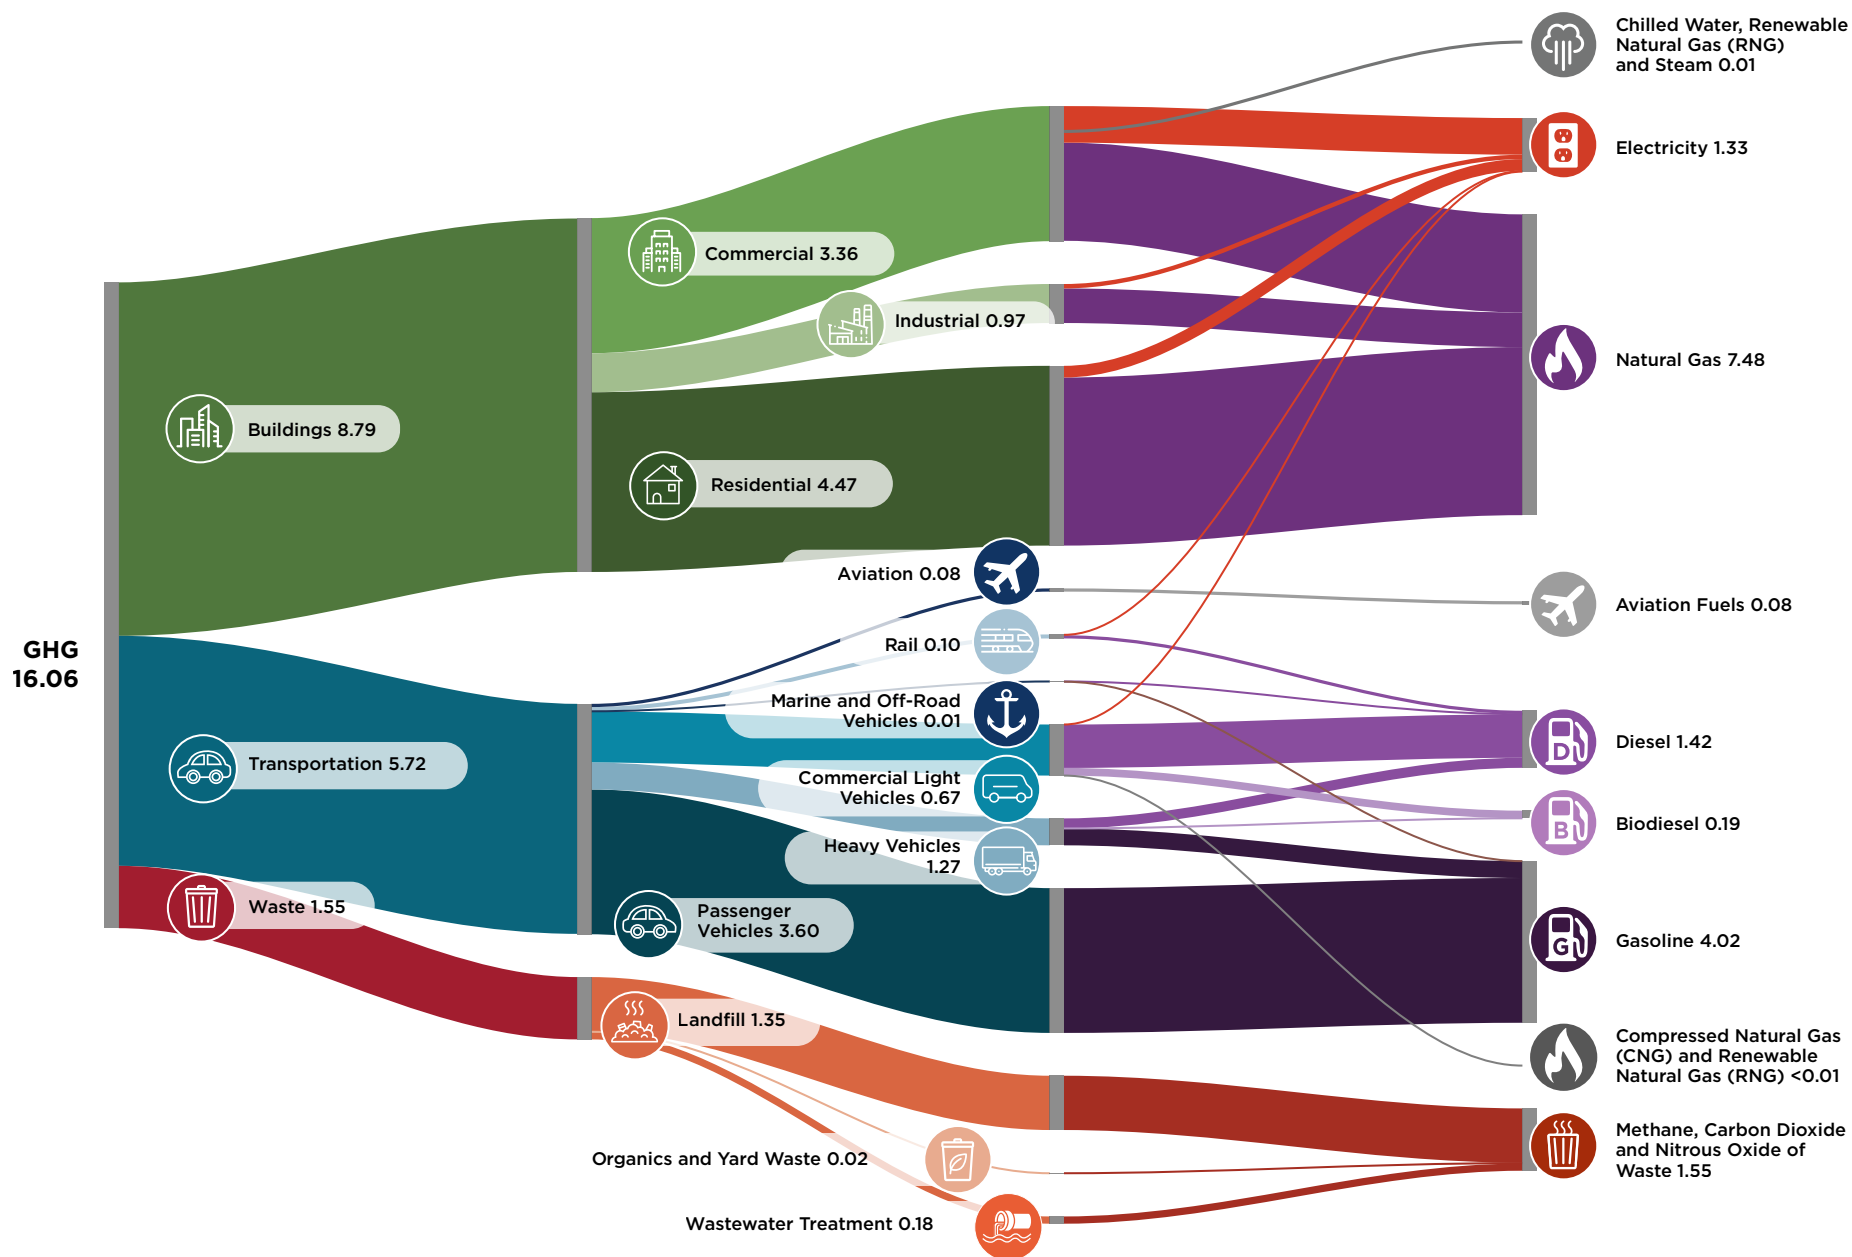 GHG
16.06
Buildings 8.79
Transportation 5.72
Waste 1.55
Commercial 3.36
Industrial 0.97
Residential 4.47
Aviation 0.08
Rail 0.10
Marine and Off-Road
Vehicles 0.01
Commercial Light
Vehicles 0.67
Heavy Vehicles
1.27
Passenger
Vehicles 3.60
Landfill 1.35
Organics and Yard Waste 0.02
Wastewater Treatment 0.18
Chilled Water, Renewable
Natural Gas (RNG)
and Steam 0.01
Electricity 1.33
Natural Gas 7.48
Aviation Fuels 0.08
D
Diesel 1.42
B
Biodiesel 0.19
G
Gasoline 4.02
Compressed Natural Gas
(CNG) and Renewable
Natural Gas (RNG) <0.01
Methane, Carbon Dioxide
and Nitrous Oxide of
Waste 1.55